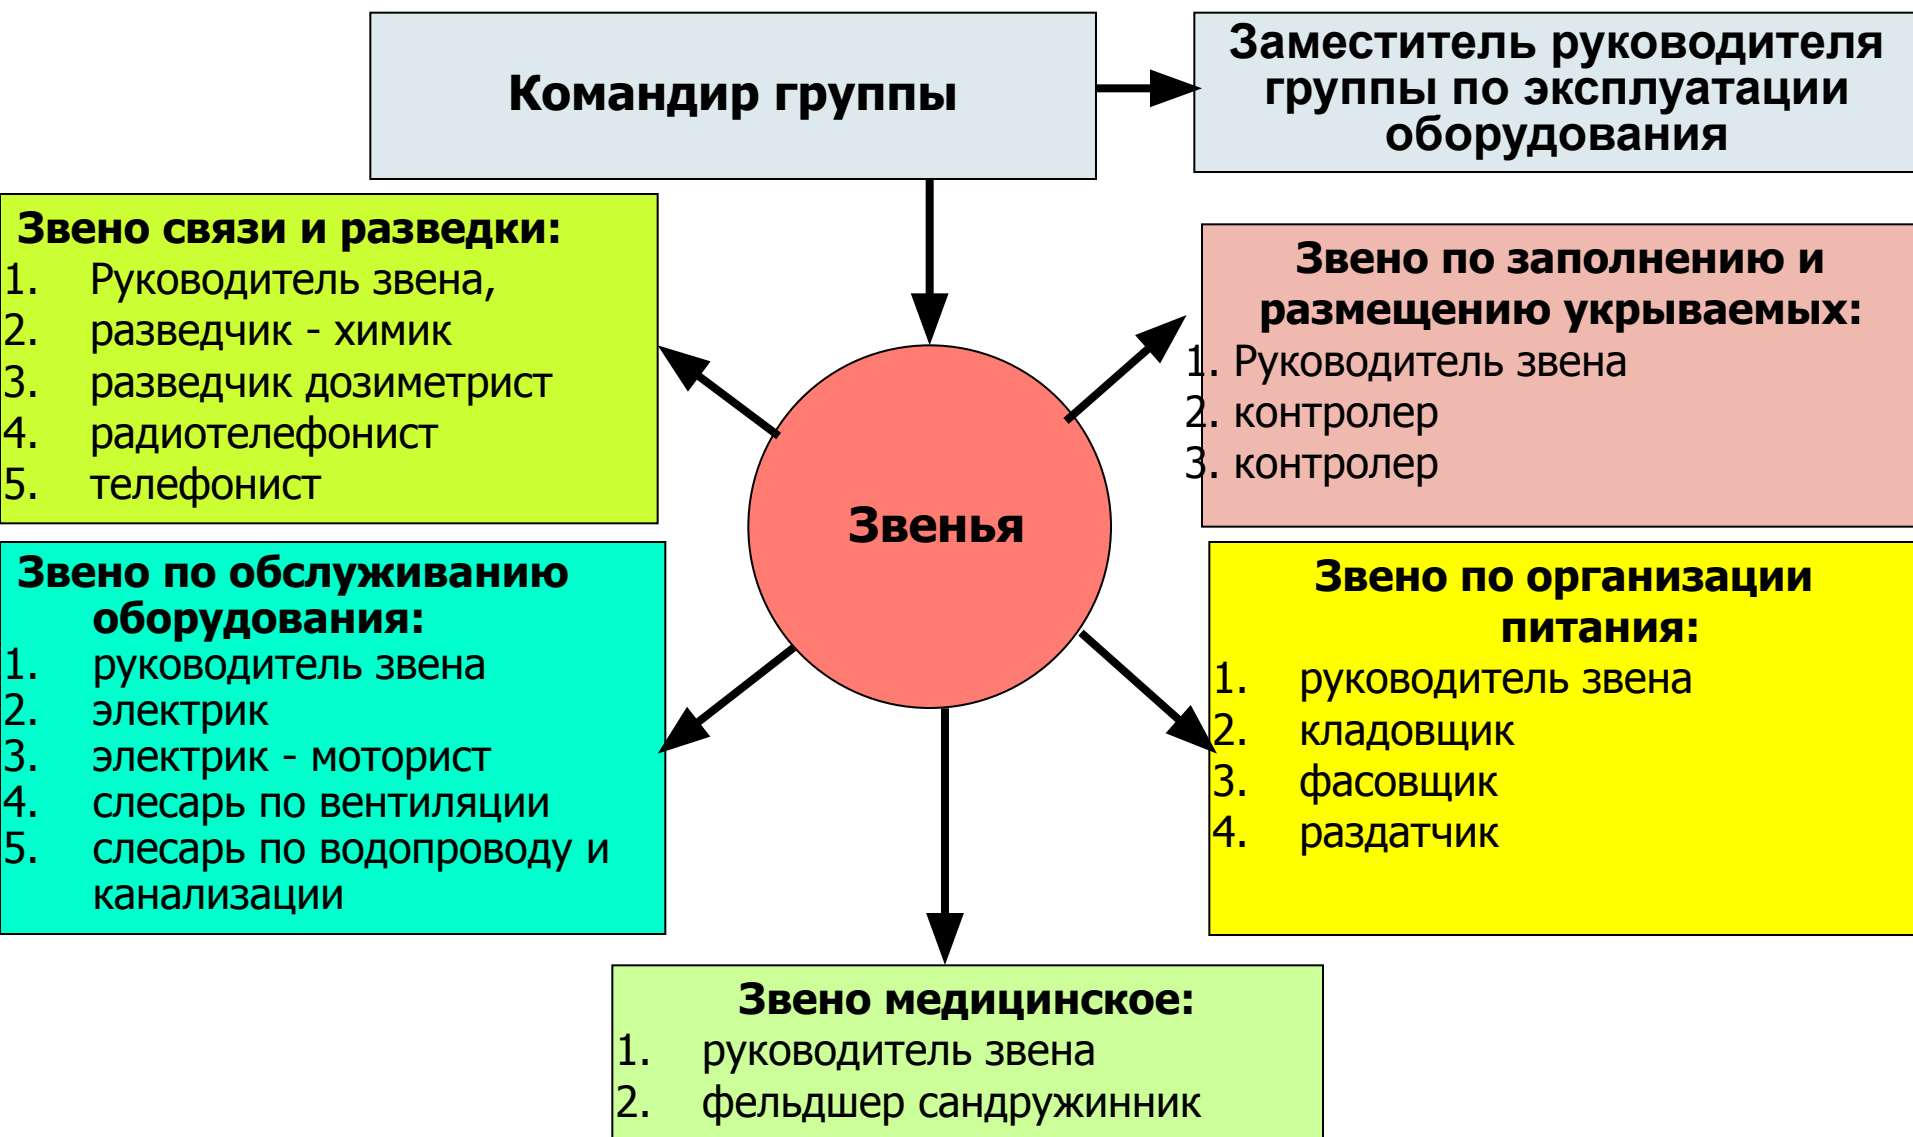 Командир группы
Заместитель руководителя
группы по эксплуатации
оборудования
Звено связи и разведки:
1. Руководитель звена,
2. разведчик - химик
3. разведчик дозиметрист
4. радиотелефонист
5. телефонист
Звено по заполнению и
размещению укрываемых:
1. Руководитель звена
2. контролер
3. контролер
Звенья
Звено по обслуживанию
оборудования:
1. руководитель звена
2. электрик
3. электрик - моторист
4. слесарь по вентиляции
5. слесарь по водопроводу и
канализации
Звено по организации
питания:
1. руководитель звена
2. кладовщик
3. фасовщик
4. раздатчик
Звено медицинское:
1. руководитель звена
2. фельдшер сандружинник